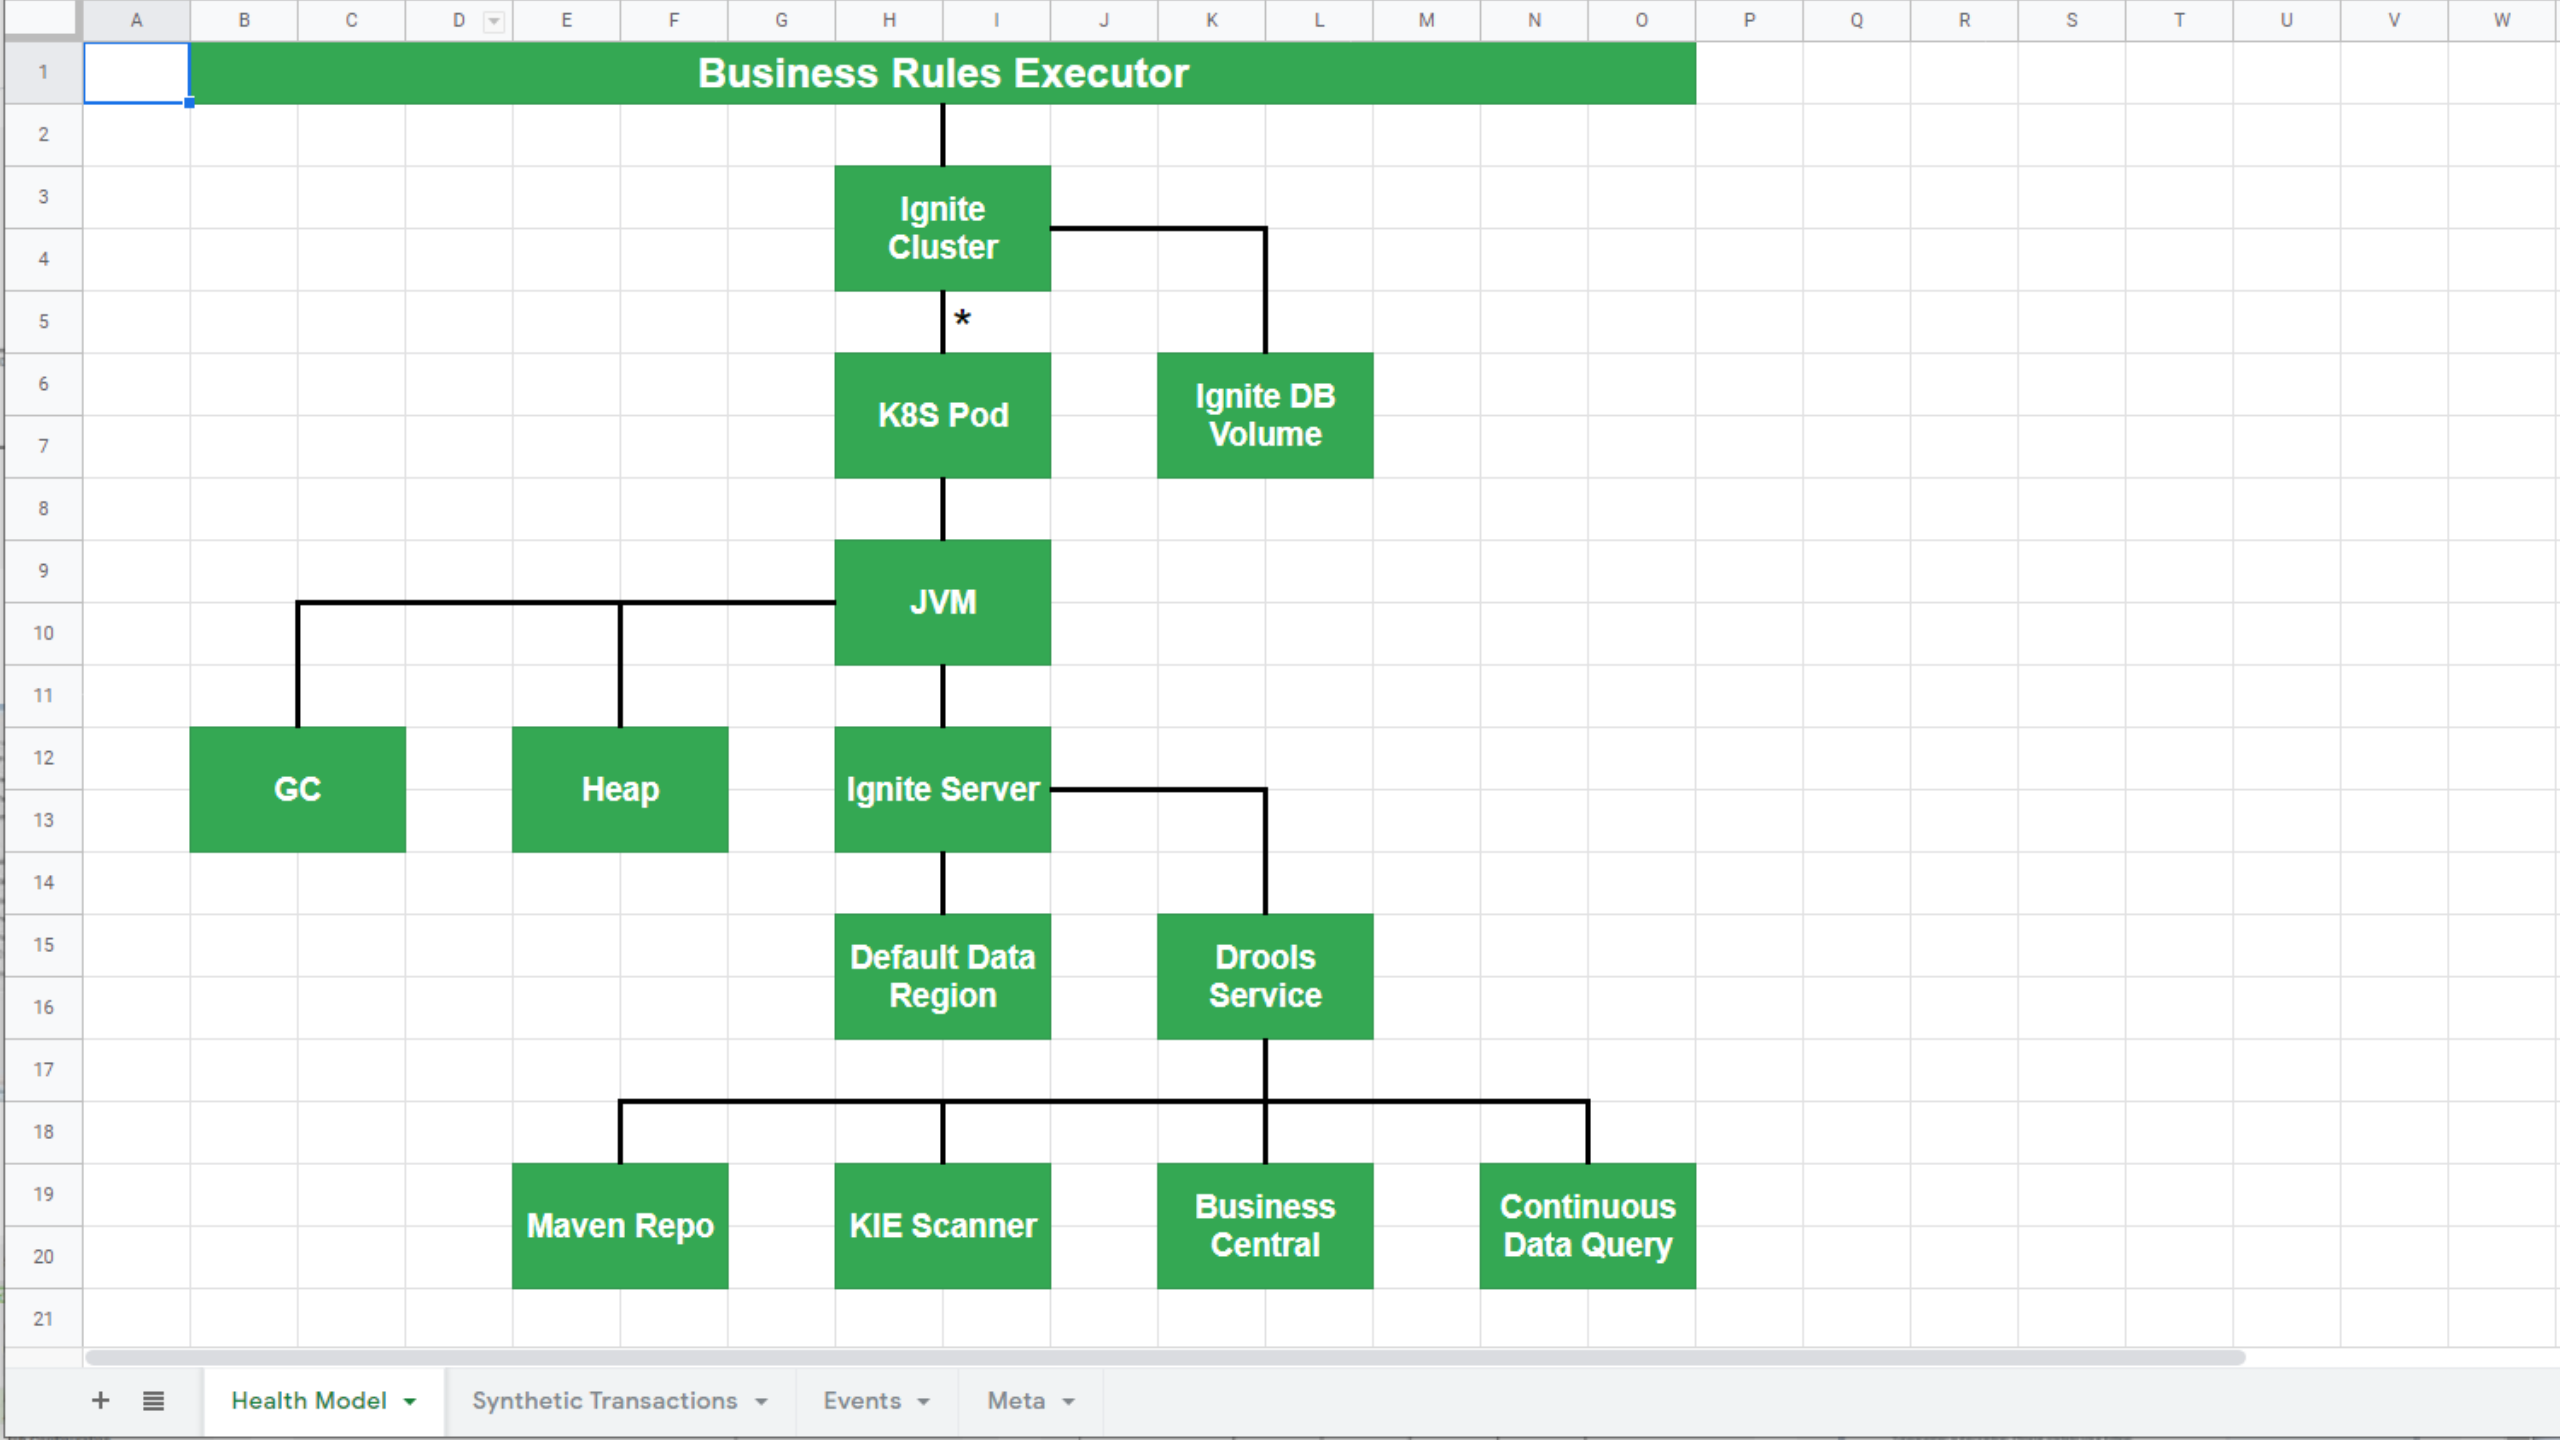 A B C D E F G H I J K L M N O P Q R S T U V W
1 Business Rules Executor
2
3 Ignite
Cluster
4
5 *
6 K8S Pod
Ignite DB
Volume
7
8
9 JVM
10
11
12 GC
Heap
Ignite Server
13
14
15 Default Data
Region
Drools
Service
16
17
18
19 Maven Repo
KIE Scanner
Business
Central
Continuous
Data Query
20
21
+ Health Model Synthetic Transactions Events Meta